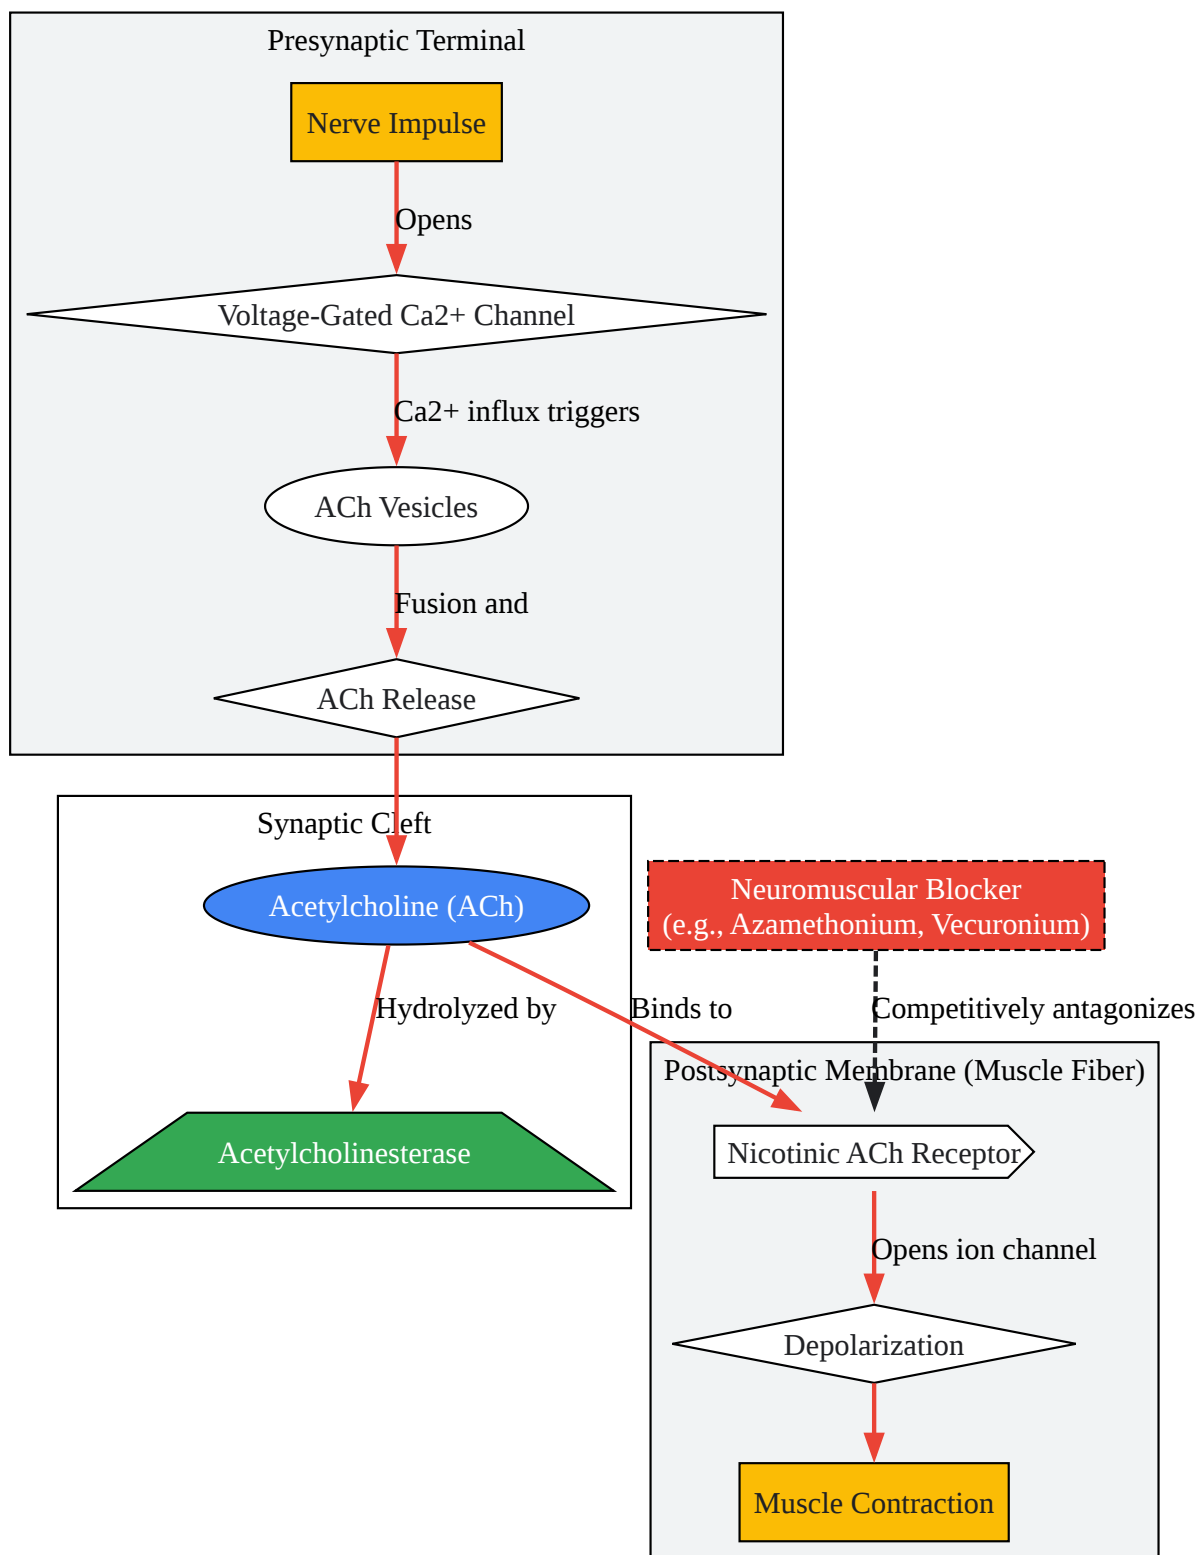 Presynaptic Terminal
Nerve Impulse
Opens
Voltage-Gated Ca2+ Channel
Ca2+ influx triggers
ACh Vesicles
Fusion and
ACh Release
Synaptic Cleft
Acetylcholine (ACh)
Neuromuscular Blocker
(e.g., Azamethonium, Vecuronium)
Hydrolyzed by
Binds to
Competitively antagonizes
Postsynaptic Membrane (Muscle Fiber)
Acetylcholinesterase
Nicotinic ACh Receptor
Opens ion channel
Depolarization
Muscle Contraction